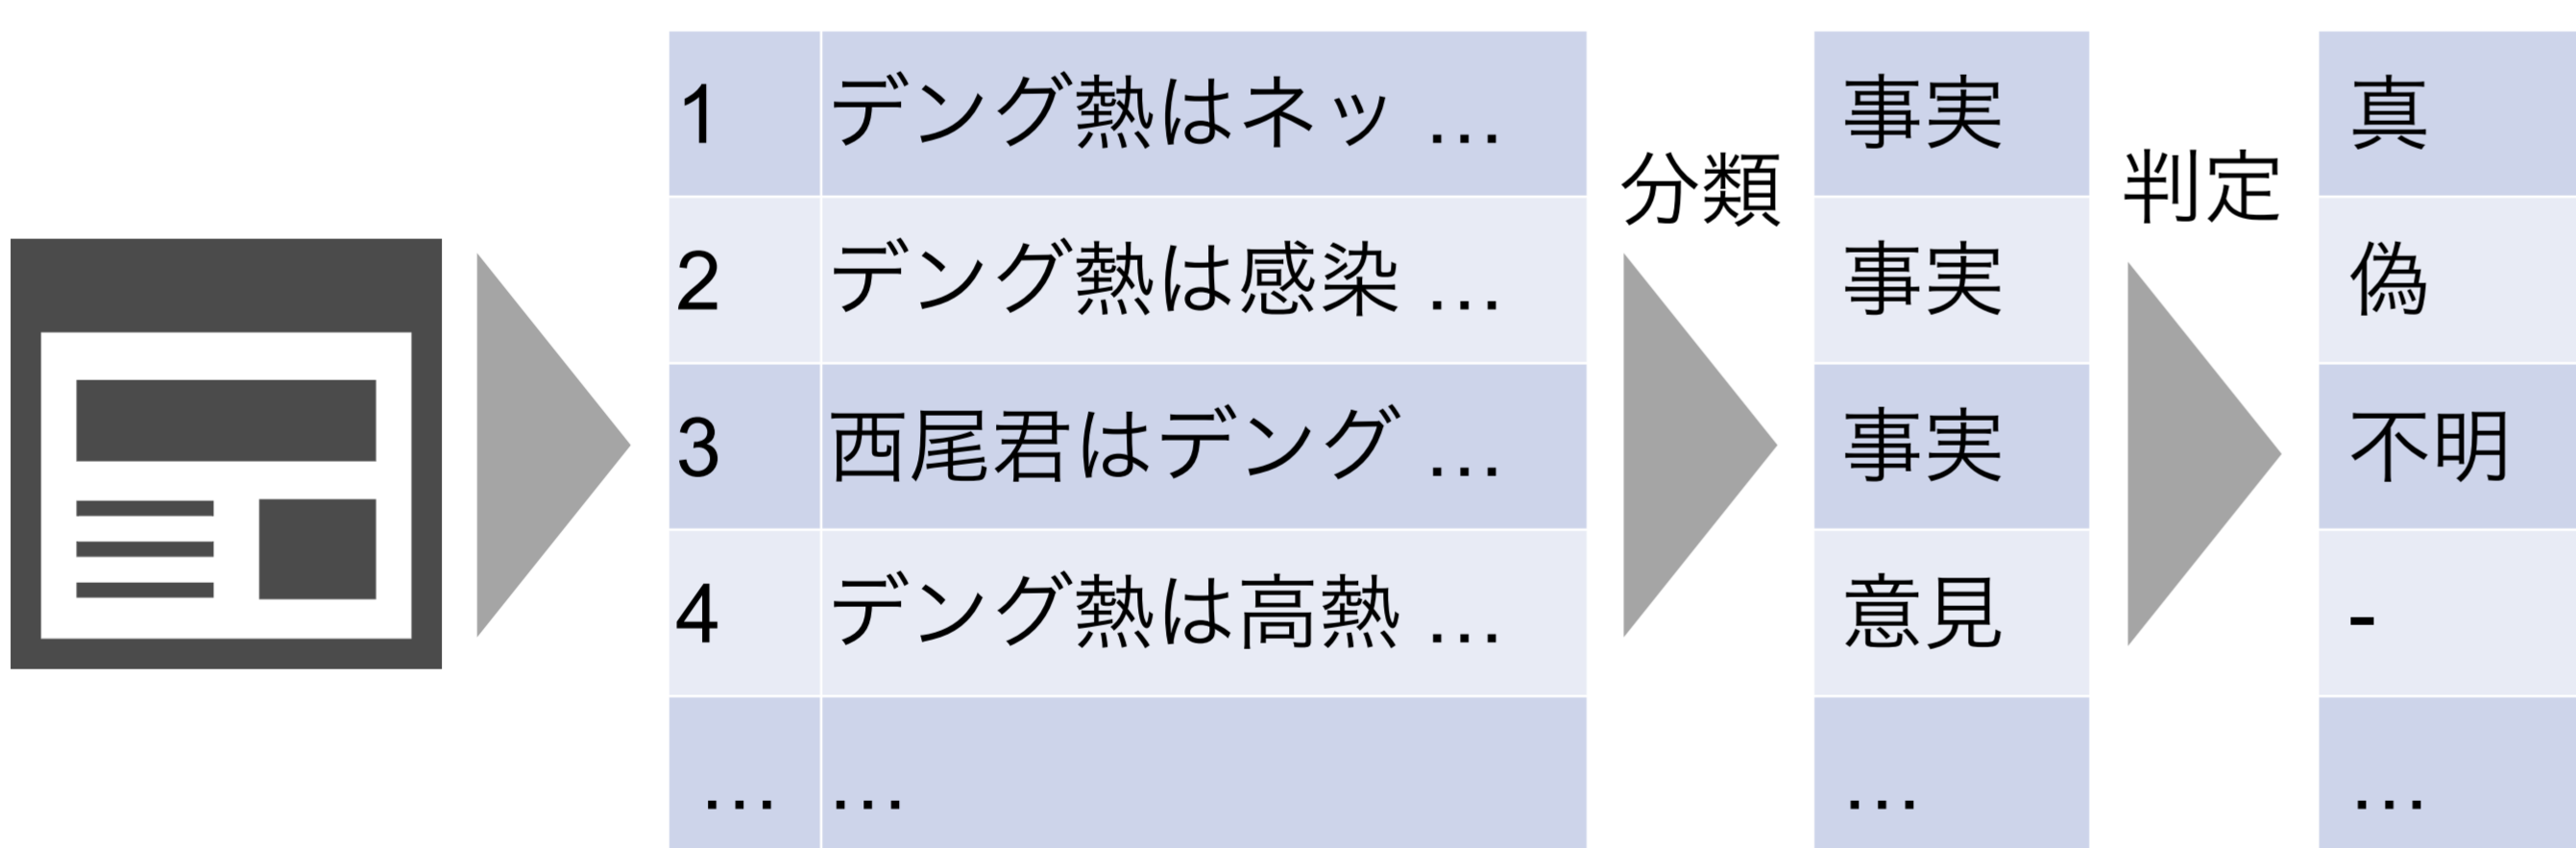 分類
判定
1 デング熱はネッ … 事実 真
2 デング熱は感染 … 事実 偽
3 西尾君はデング … 事実 不明
4 デング熱は高熱 … 意見 -
… … … …